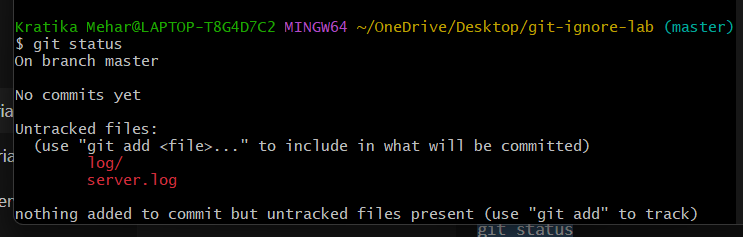 Kratika Mehar@LAPTOP-T8G4D7C2 MINGW64 ~/OneDrive/Desktop/git-ignore-lab (master)
$ git status
On branch master
No commits yet
Untracked files:
  (use "git add <file>..." to include in what will be committed)
        log/
        server.log
nothing added to commit but untracked files present (use "git add" to track)
git status